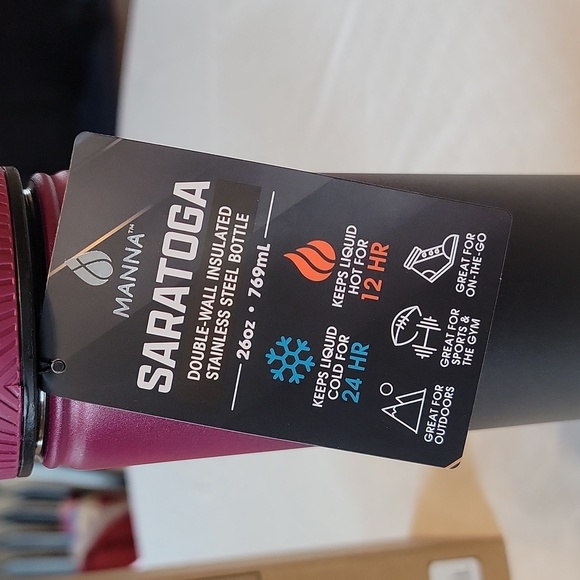 MANNA™
SARATOGA
DOUBLE-WALL INSULATED
STAINLESS STEEL BOTTLE
26oz • 769mL
KEEPS LIQUID
COLD FOR
24 HR
KEEPS LIQUID
HOT FOR
12 HR
GREAT FOR
OUTDOORS
GREAT FOR
SPORTS &
THE GYM
GREAT FOR
ON-THE-GO